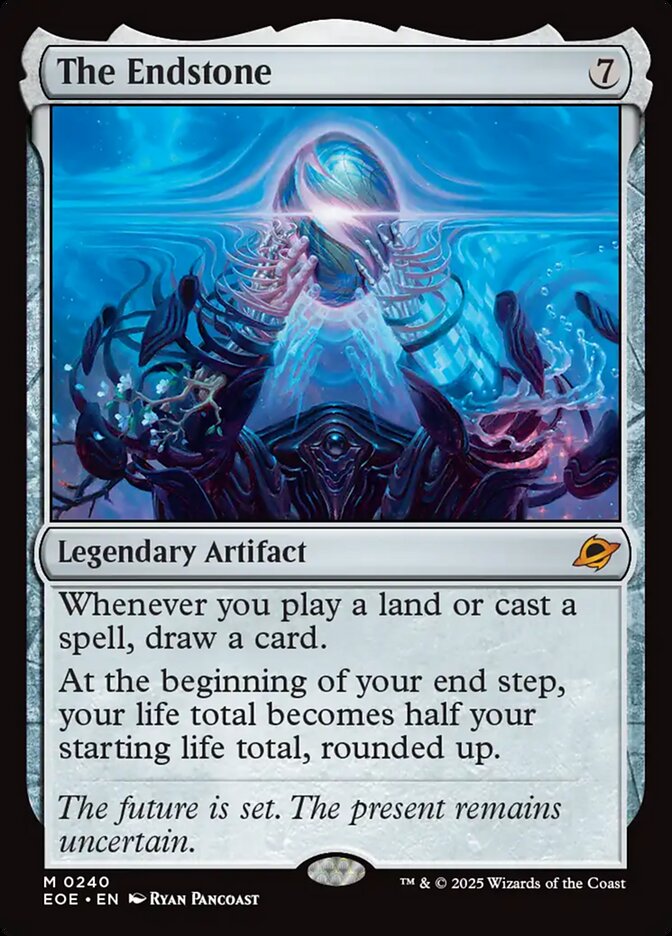 The Endstone 7
Legendary Artifact
Whenever you play a land or cast a
spell, draw a card.
At the beginning of your end step,
your life total becomes half your
starting life total, rounded up.
The future is set. The present remains
uncertain.
M 0240
EOE • EN Ryan Pancoast
™ & © 2025 Wizards of the Coast